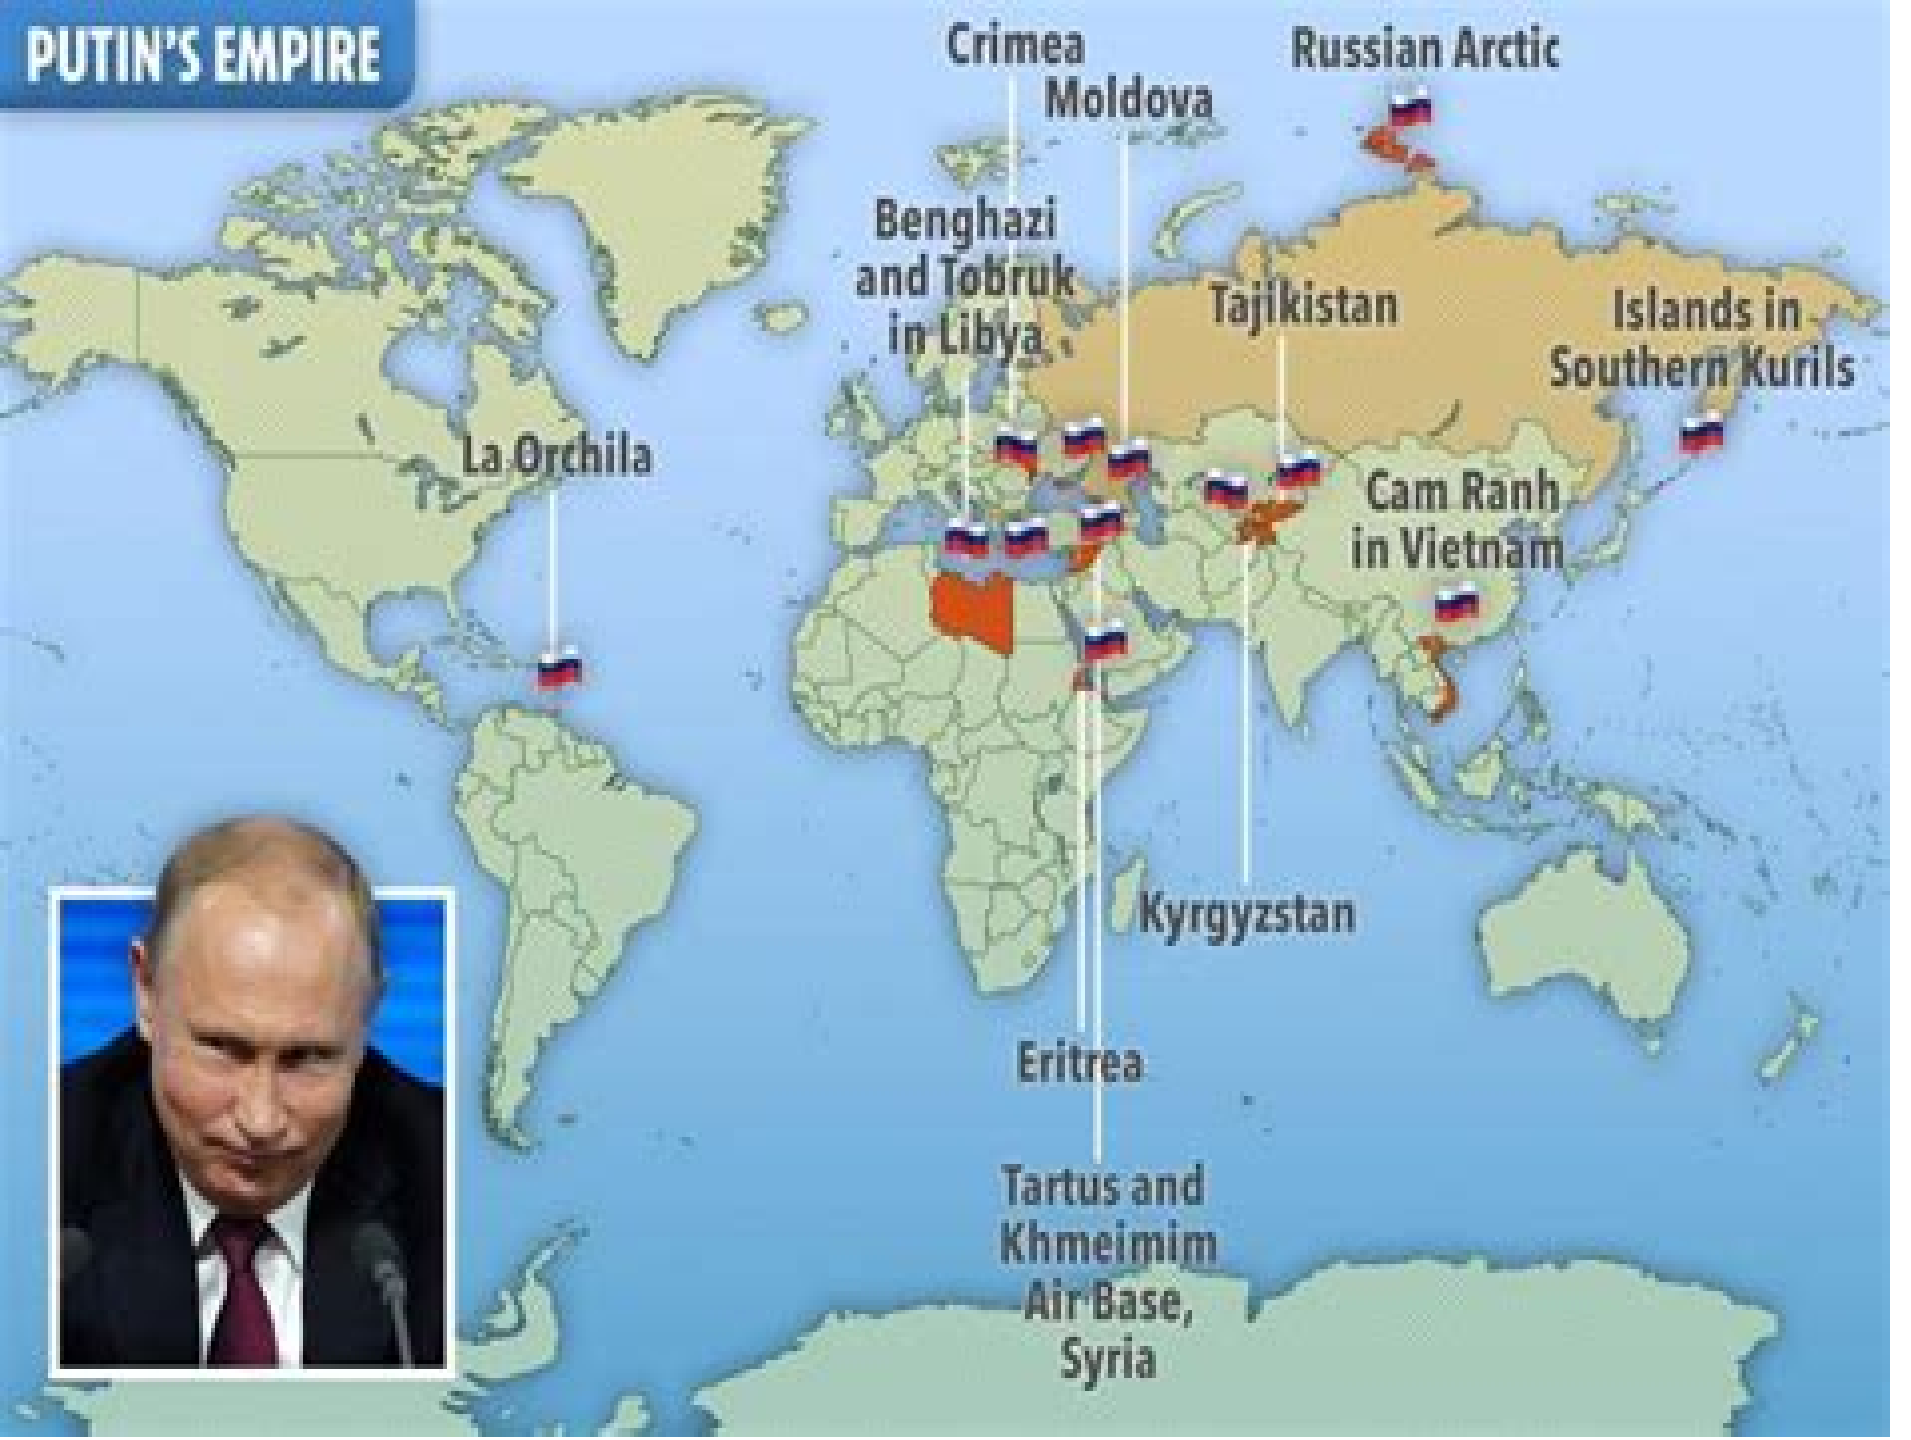 PUTIN'S EMPIRE
Crimea
Moldova
Russian Arctic
Benghazi
and Tobruk
in Libya
Tajikistan
Islands in
Southern Kurils
La Orchila
Cam Ranh
in Vietnam
Kyrgyzstan
Eritrea
Tartus and
Khmeimim
Air Base,
Syria